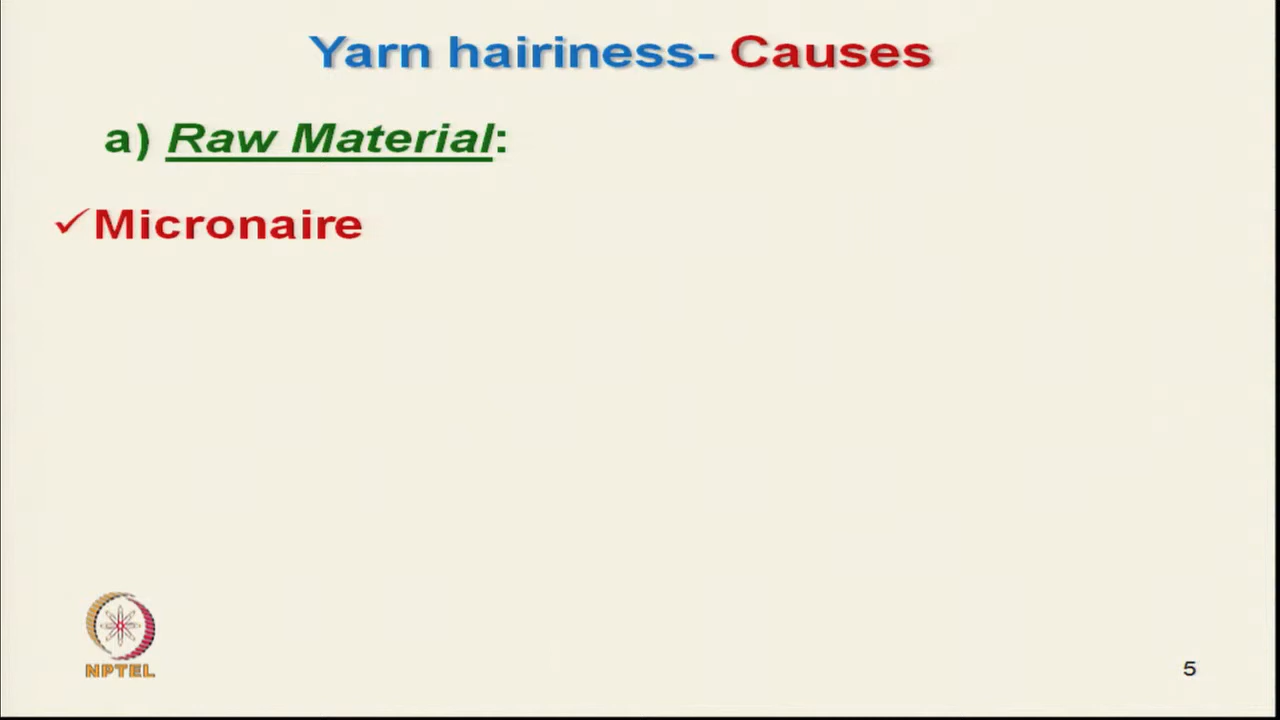 Yarn hairiness- Causes
a) Raw Material:
✓Micronaire
NPTEL
5